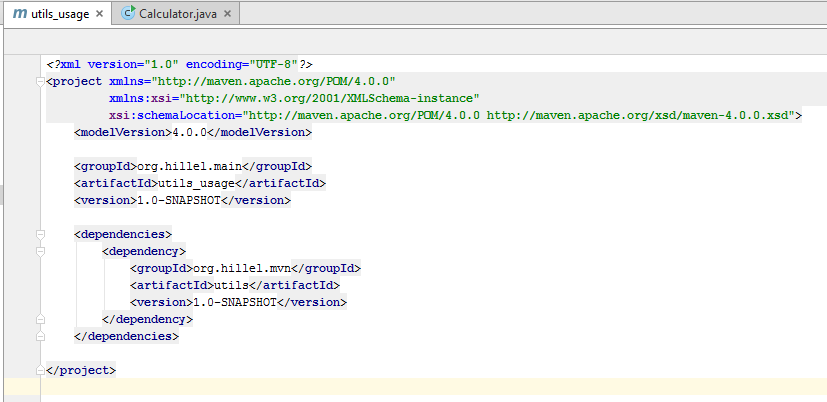 m utils_usage × C Calculator.java ×
<?xml version="1.0" encoding="UTF-8"?>
<project xmlns="http://maven.apache.org/POM/4.0.0"
         xmlns:xsi="http://www.w3.org/2001/XMLSchema-instance"
         xsi:schemaLocation="http://maven.apache.org/POM/4.0.0 http://maven.apache.org/xsd/maven-4.0.0.xsd">
    <modelVersion>4.0.0</modelVersion>
    <groupId>org.hillel.main</groupId>
    <artifactId>utils_usage</artifactId>
    <version>1.0-SNAPSHOT</version>
    <dependencies>
        <dependency>
            <groupId>org.hillel.mvn</groupId>
            <artifactId>utils</artifactId>
            <version>1.0-SNAPSHOT</version>
        </dependency>
    </dependencies>
</project>